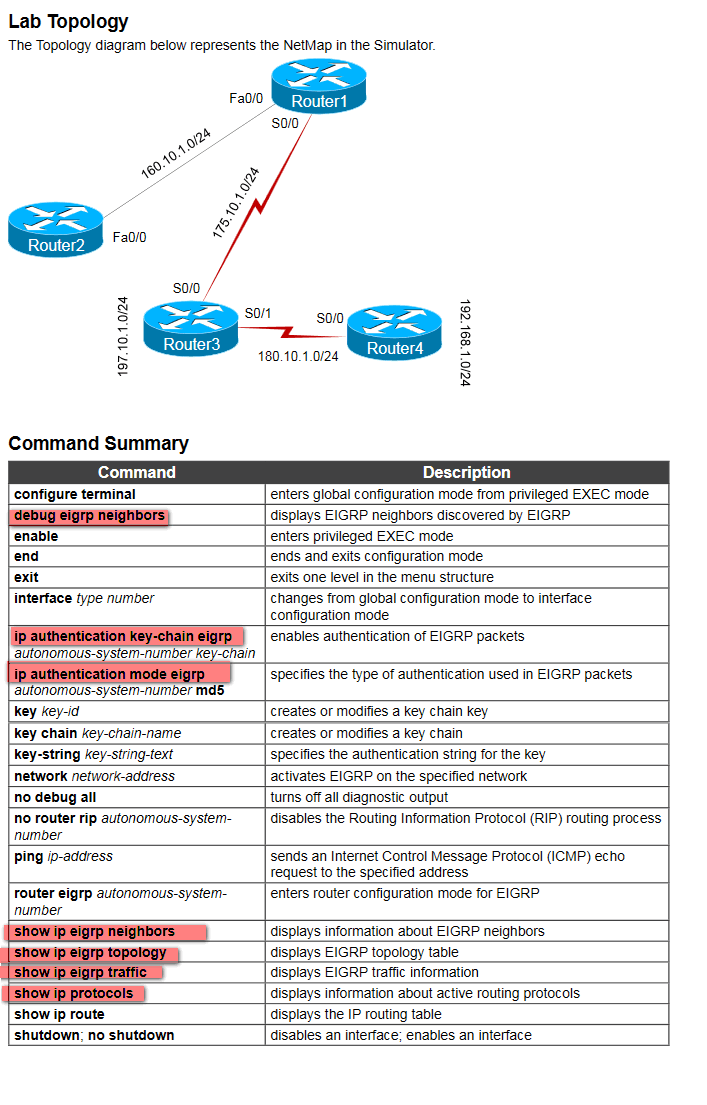 Lab Topology
The Topology diagram below represents the NetMap in the Simulator.
Router1
Fa0/0
S0/0
160.10.1.0/24
175.10.1.0/24
Router2
Fa0/0
S0/0
197.10.1.0/24
Router3
S0/1
S0/0
180.10.1.0/24
Router4
192.168.1.0/24
Command Summary
Command Description
configure terminal enters global configuration mode from privileged EXEC mode
debug eigrp neighbors displays EIGRP neighbors discovered by EIGRP
enable enters privileged EXEC mode
end ends and exits configuration mode
exit exits one level in the menu structure
interface type number changes from global configuration mode to interface
configuration mode
ip authentication key-chain eigrp enables authentication of EIGRP packets
autonomous-system-number key-chain
ip authentication mode eigrp specifies the type of authentication used in EIGRP packets
autonomous-system-number md5
key key-id creates or modifies a key chain key
key chain key-chain-name creates or modifies a key chain
key-string key-string-text specifies the authentication string for the key
network network-address activates EIGRP on the specified network
no debug all turns off all diagnostic output
no router rip autonomous-system- disables the Routing Information Protocol (RIP) routing process
number
ping ip-address sends an Internet Control Message Protocol (ICMP) echo
request to the specified address
router eigrp autonomous-system- enters router configuration mode for EIGRP
number
show ip eigrp neighbors displays information about EIGRP neighbors
show ip eigrp topology displays EIGRP topology table
show ip eigrp traffic displays EIGRP traffic information
show ip protocols displays information about active routing protocols
show ip route displays the IP routing table
shutdown; no shutdown disables an interface; enables an interface